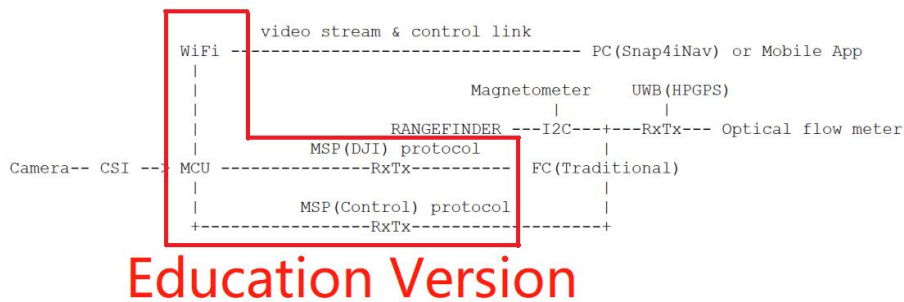 video stream & control link
WiFi ----------------------------------- PC(Snap4iNav) or Mobile App
|
| Magnetometer UWB(HPGPS)
| | |
| RANGEFINDER ---I2C---+---RxTx--- Optical flow meter
| MSP(DJI) protocol |
Camera-- CSI --> MCU ---------------RxTx---------- FC(Traditional)
| |
| MSP(Control) protocol |
+-----------------RxTx-------------------+
Education Version